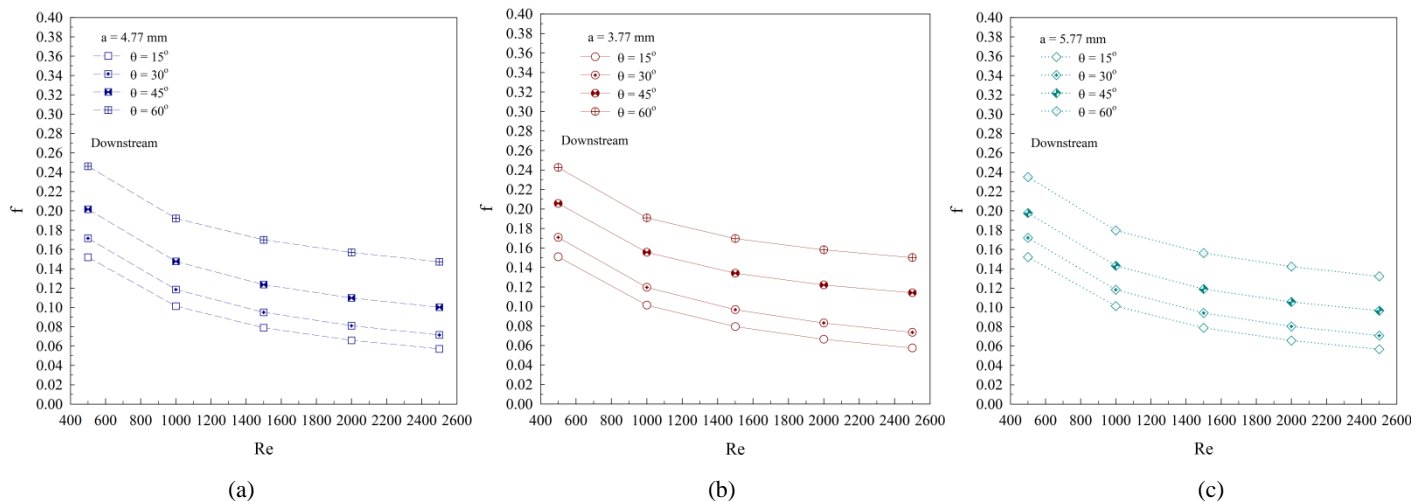 0.40
0.38
0.36
0.34
0.32
0.30
0.28
0.26
0.24
0.22
0.20
0.18
0.16
0.14
0.12
0.10
0.08
0.06
0.04
0.02
0.00
f
a = 4.77 mm
θ = 15°
θ = 30°
θ = 45°
θ = 60°
Downstream
400 600 800 1000 1200 1400 1600 1800 2000 2200 2400 2600
Re
(a)
0.40
0.38
0.36
0.34
0.32
0.30
0.28
0.26
0.24
0.22
0.20
0.18
0.16
0.14
0.12
0.10
0.08
0.06
0.04
0.02
0.00
f
a = 3.77 mm
θ = 15°
θ = 30°
θ = 45°
θ = 60°
Downstream
400 600 800 1000 1200 1400 1600 1800 2000 2200 2400 2600
Re
(b)
0.40
0.38
0.36
0.34
0.32
0.30
0.28
0.26
0.24
0.22
0.20
0.18
0.16
0.14
0.12
0.10
0.08
0.06
0.04
0.02
0.00
f
a = 5.77 mm
θ = 15°
θ = 30°
θ = 45°
θ = 60°
Downstream
400 600 800 1000 1200 1400 1600 1800 2000 2200 2400 2600
Re
(c)